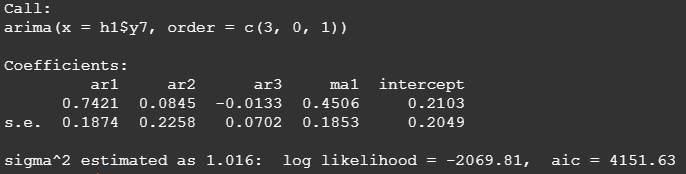 Call:
arima(x = h1$y7, order = c(3, 0, 1))
Coefficients:
ar1 ar2 ar3 ma1 intercept
0.7421 0.0845 -0.0133 0.4506 0.2103
s.e. 0.1874 0.2258 0.0702 0.1853 0.2049
sigma^2 estimated as 1.016: log likelihood = -2069.81, aic = 4151.63